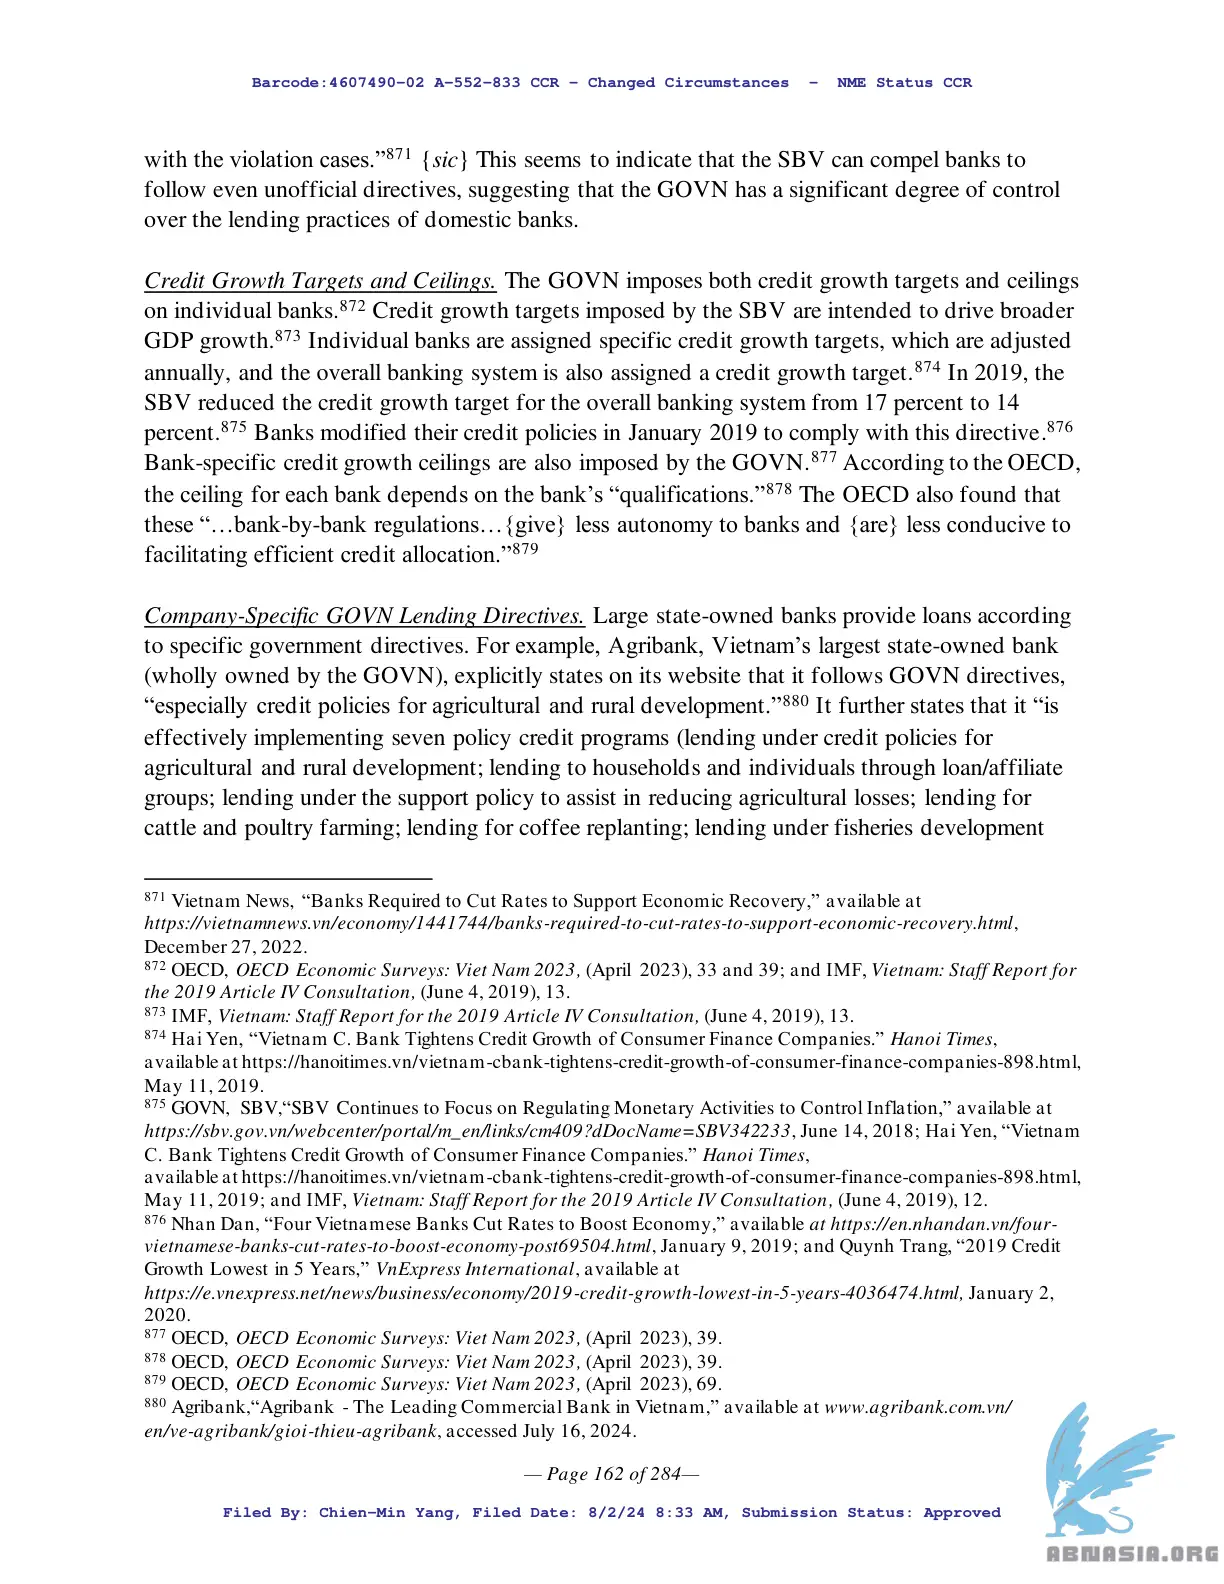 Barcode:4607490-02 A-552-833 CCR - Changed Circumstances - NME Status CCR
with the violation cases.”871 {sic} This seems to indicate that the SBV can compel banks to
follow even unofficial directives, suggesting that the GOVN has a significant degree of control
over the lending practices of domestic banks.
Credit Growth Targets and Ceilings. The GOVN imposes both credit growth targets and ceilings
on individual banks.872 Credit growth targets imposed by the SBV are intended to drive broader
GDP growth.873 Individual banks are assigned specific credit growth targets, which are adjusted
annually, and the overall banking system is also assigned a credit growth target.874 In 2019, the
SBV reduced the credit growth target for the overall banking system from 17 percent to 14
percent.875 Banks modified their credit policies in January 2019 to comply with this directive.876
Bank-specific credit growth ceilings are also imposed by the GOVN.877 According to the OECD,
the ceiling for each bank depends on the bank’s “qualifications.”878 The OECD also found that
these “…bank-by-bank regulations…{give} less autonomy to banks and {are} less conducive to
facilitating efficient credit allocation.”879
Company-Specific GOVN Lending Directives. Large state-owned banks provide loans according
to specific government directives. For example, Agribank, Vietnam’s largest state-owned bank
(wholly owned by the GOVN), explicitly states on its website that it follows GOVN directives,
“especially credit policies for agricultural and rural development.”880 It further states that it “is
effectively implementing seven policy credit programs (lending under credit policies for
agricultural and rural development; lending to households and individuals through loan/affiliate
groups; lending under the support policy to assist in reducing agricultural losses; lending for
cattle and poultry farming; lending for coffee replanting; lending under fisheries development
871 Vietnam News, “Banks Required to Cut Rates to Support Economic Recovery,” available at
https://vietnamnews.vn/economy/1441744/banks-required-to-cut-rates-to-support-economic-recovery.html,
December 27, 2022.
872 OECD, OECD Economic Surveys: Viet Nam 2023, (April 2023), 33 and 39; and IMF, Vietnam: Staff Report for
the 2019 Article IV Consultation, (June 4, 2019), 13.
873 IMF, Vietnam: Staff Report for the 2019 Article IV Consultation, (June 4, 2019), 13.
874 Hai Yen, “Vietnam C. Bank Tightens Credit Growth of Consumer Finance Companies.” Hanoi Times,
available at https://hanoitimes.vn/vietnam-cbank-tightens-credit-growth-of-consumer-finance-companies-898.html,
May 11, 2019.
875 GOVN, SBV,“SBV Continues to Focus on Regulating Monetary Activities to Control Inflation,” available at
https://sbv.gov.vn/webcenter/portal/m_en/links/cm409?dDocName=SBV342233, June 14, 2018; Hai Yen, “Vietnam
C. Bank Tightens Credit Growth of Consumer Finance Companies.” Hanoi Times,
available at https://hanoitimes.vn/vietnam-cbank-tightens-credit-growth-of-consumer-finance-companies-898.html,
May 11, 2019; and IMF, Vietnam: Staff Report for the 2019 Article IV Consultation, (June 4, 2019), 12.
876 Nhan Dan, “Four Vietnamese Banks Cut Rates to Boost Economy,” available at https://en.nhandan.vn/four-
vietnamese-banks-cut-rates-to-boost-economy-post69504.html, January 9, 2019; and Quynh Trang, “2019 Credit
Growth Lowest in 5 Years,” VnExpress International, available at
https://e.vnexpress.net/news/business/economy/2019-credit-growth-lowest-in-5-years-4036474.html, January 2,
2020.
877 OECD, OECD Economic Surveys: Viet Nam 2023, (April 2023), 39.
878 OECD, OECD Economic Surveys: Viet Nam 2023, (April 2023), 39.
879 OECD, OECD Economic Surveys: Viet Nam 2023, (April 2023), 69.
880 Agribank,“Agribank - The Leading Commercial Bank in Vietnam,” available at www.agribank.com.vn/
en/ve-agribank/gioi-thieu-agribank, accessed July 16, 2024.
— Page 162 of 284—
Filed By: Chien-Min Yang, Filed Date: 8/2/24 8:33 AM, Submission Status: Approved
ABNASIA.ORG